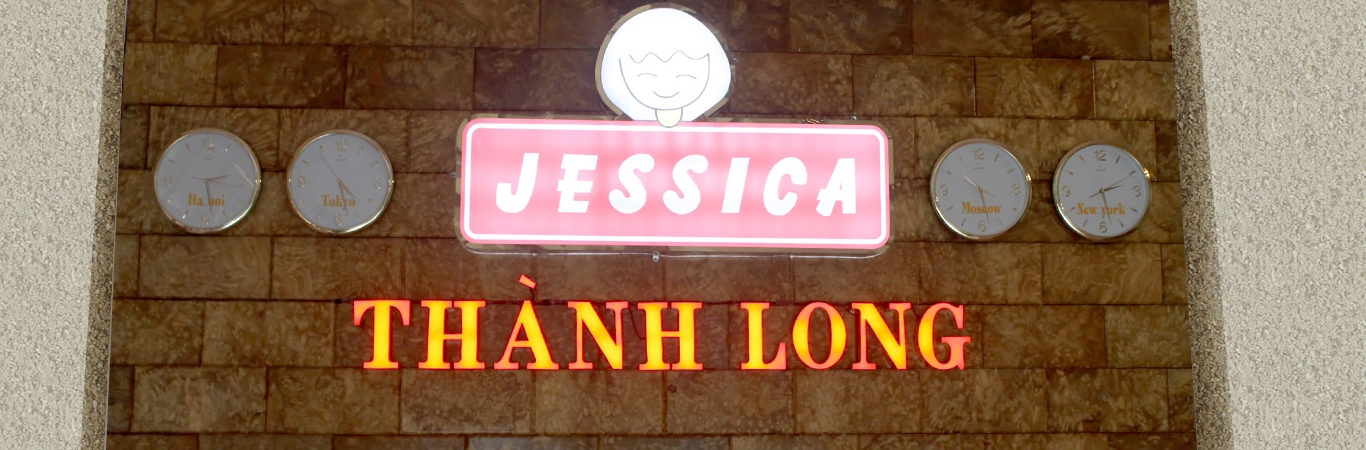 JESSICA
Ha noi
Tokyo
Moscow
New york
THÀNH LONG